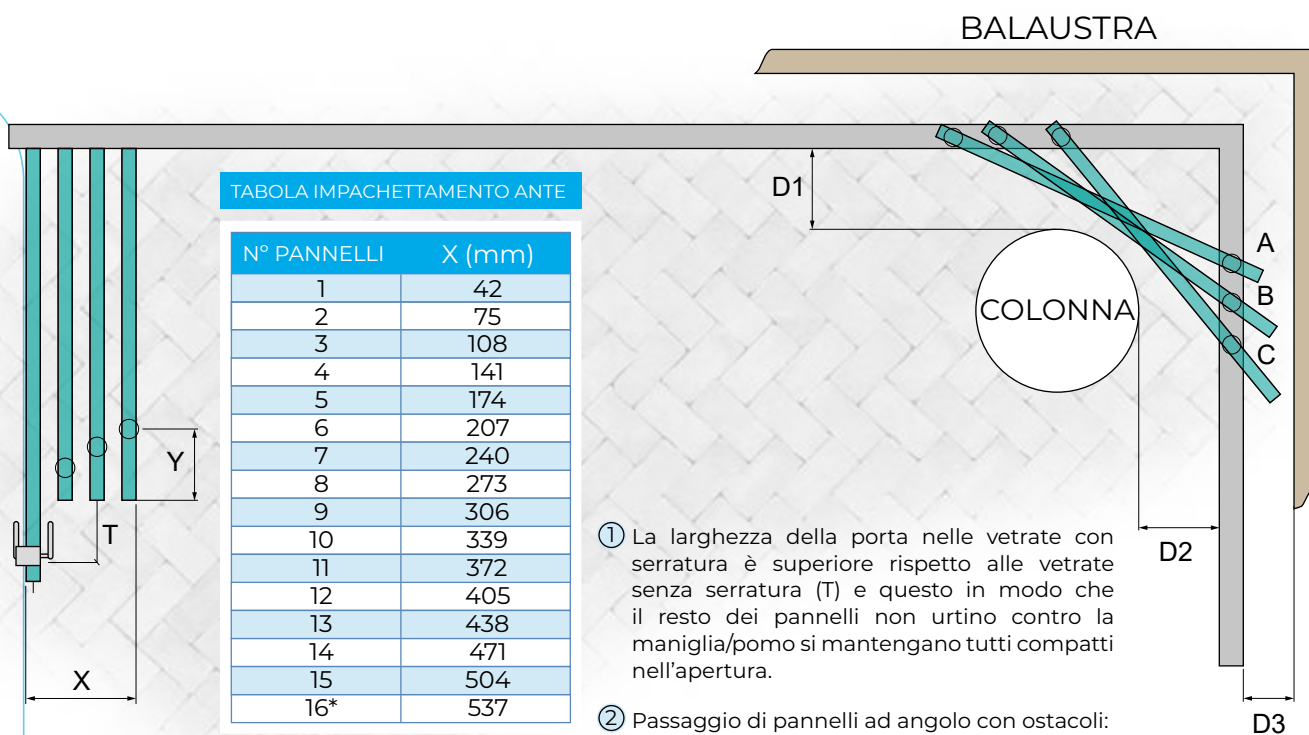 BALAUSTRA
D1
A
B
C
COLONNA
TABOLA IMPACHETTAMENTO ANTE
Nº PANNELLI X (mm)
1 42
2 75
3 108
4 141
5 174
6 207
7 240
8 273
9 306
10 339
11 372
12 405
13 438
14 471
15 504
16* 537
Y
T
X
D2
D3
1 La larghezza della porta nelle vetrate con
serratura è superiore rispetto alle vetrate
senza serratura (T) e questo in modo che
il resto dei pannelli non urtino contro la
maniglia/pomo si mantengano tutti compatti
nell'apertura.
2 Passaggio di pannelli ad angolo con ostacoli: